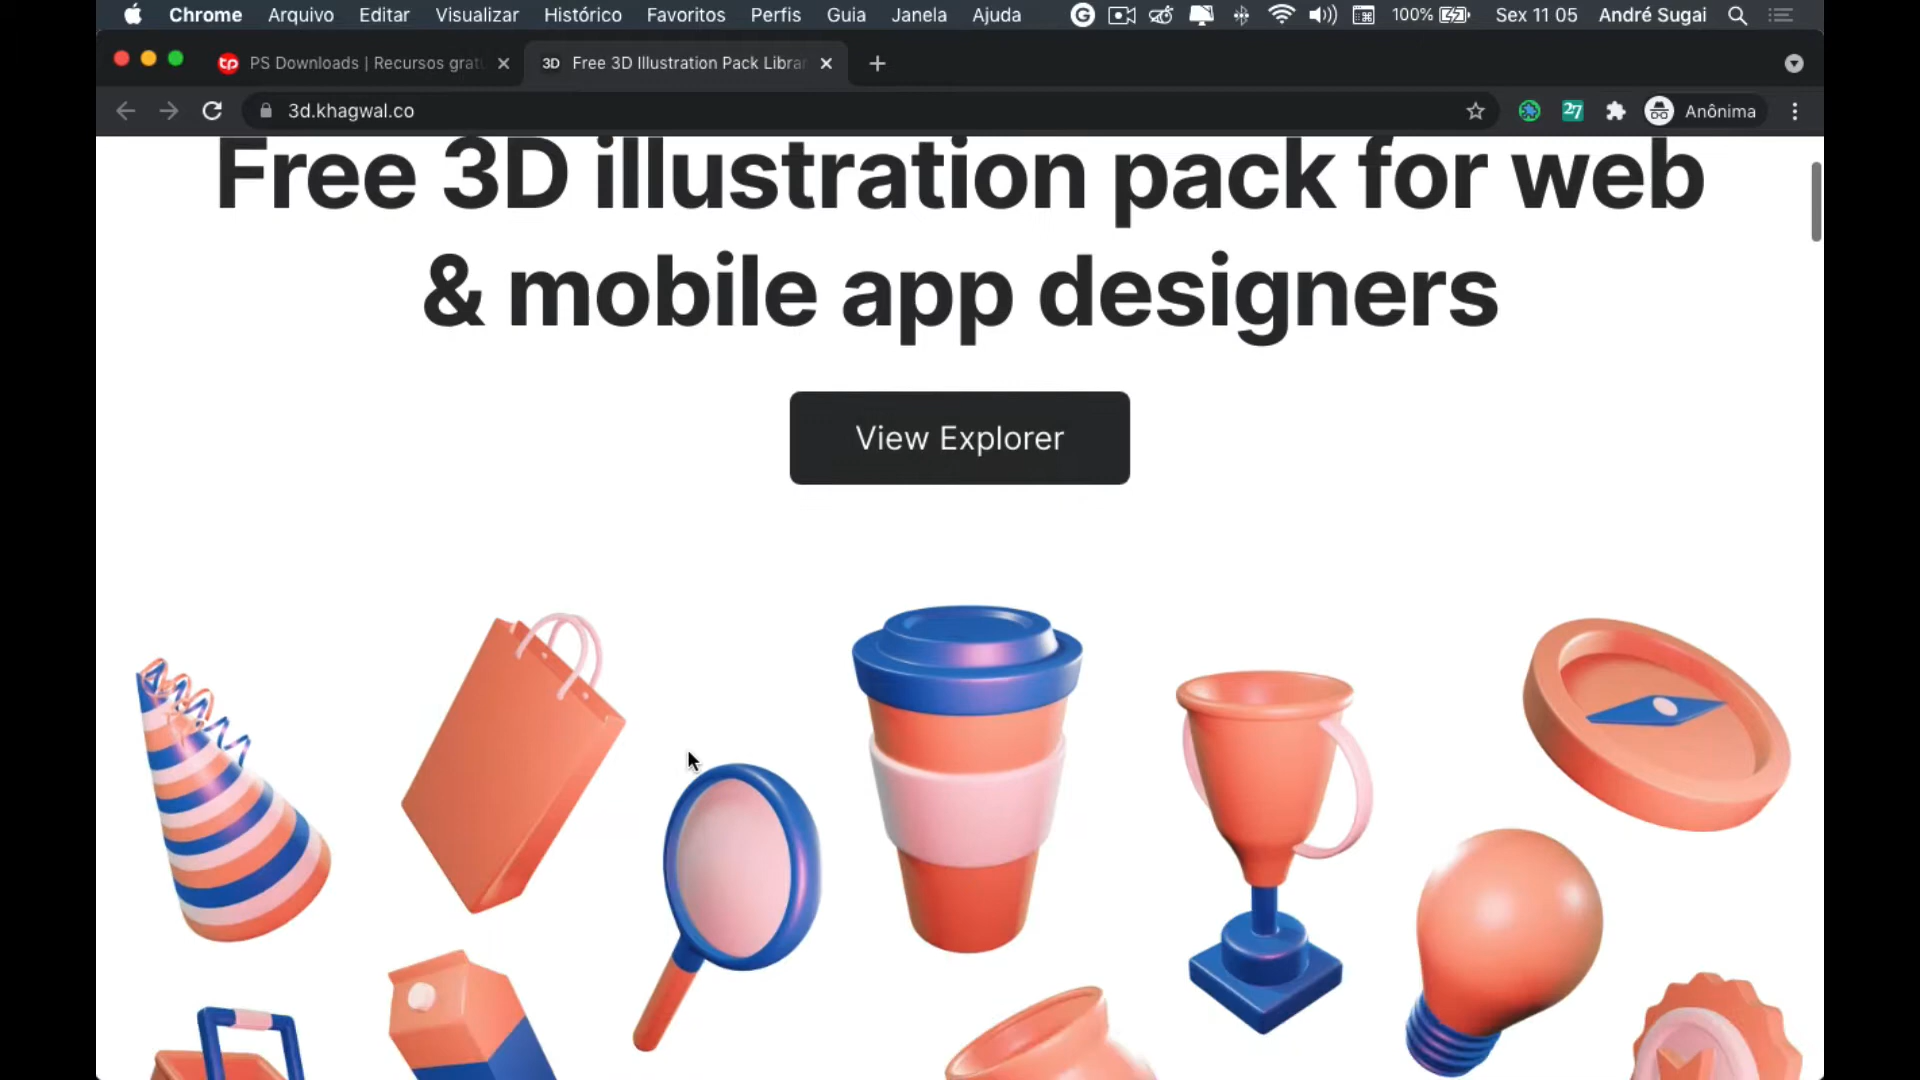 Chrome Arquivo Editar Visualizar Histórico Favoritos Perfis Guia Janela Ajuda 100% Sex 11 05 André Sugai
tp PS Downloads | Recursos grat 3D Free 3D Illustration Pack Librar
3d.khagwal.co 27 Anônima
Free 3D illustration pack for web
& mobile app designers
View Explorer